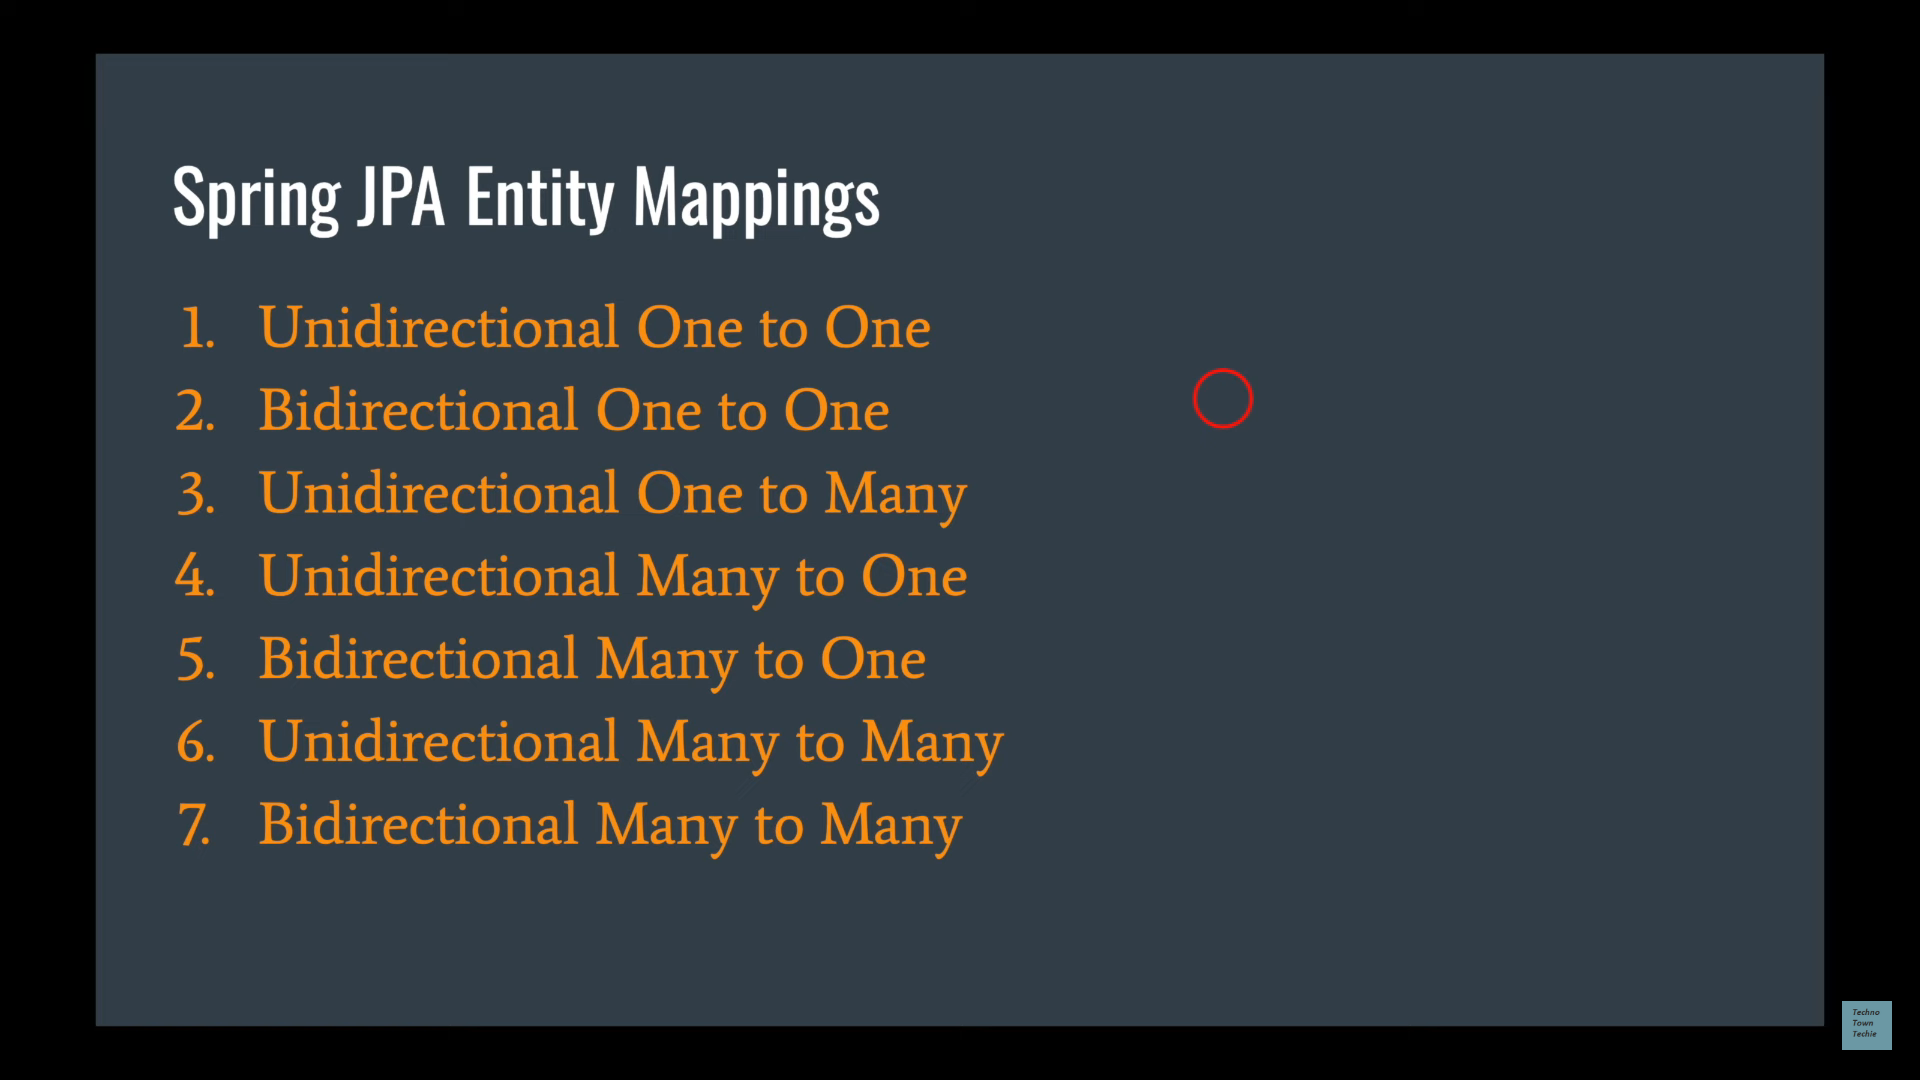 Spring JPA Entity Mappings
1. Unidirectional One to One
2. Bidirectional One to One
3. Unidirectional One to Many
4. Unidirectional Many to One
5. Bidirectional Many to One
6. Unidirectional Many to Many
7. Bidirectional Many to Many
Techno
Town
Techie